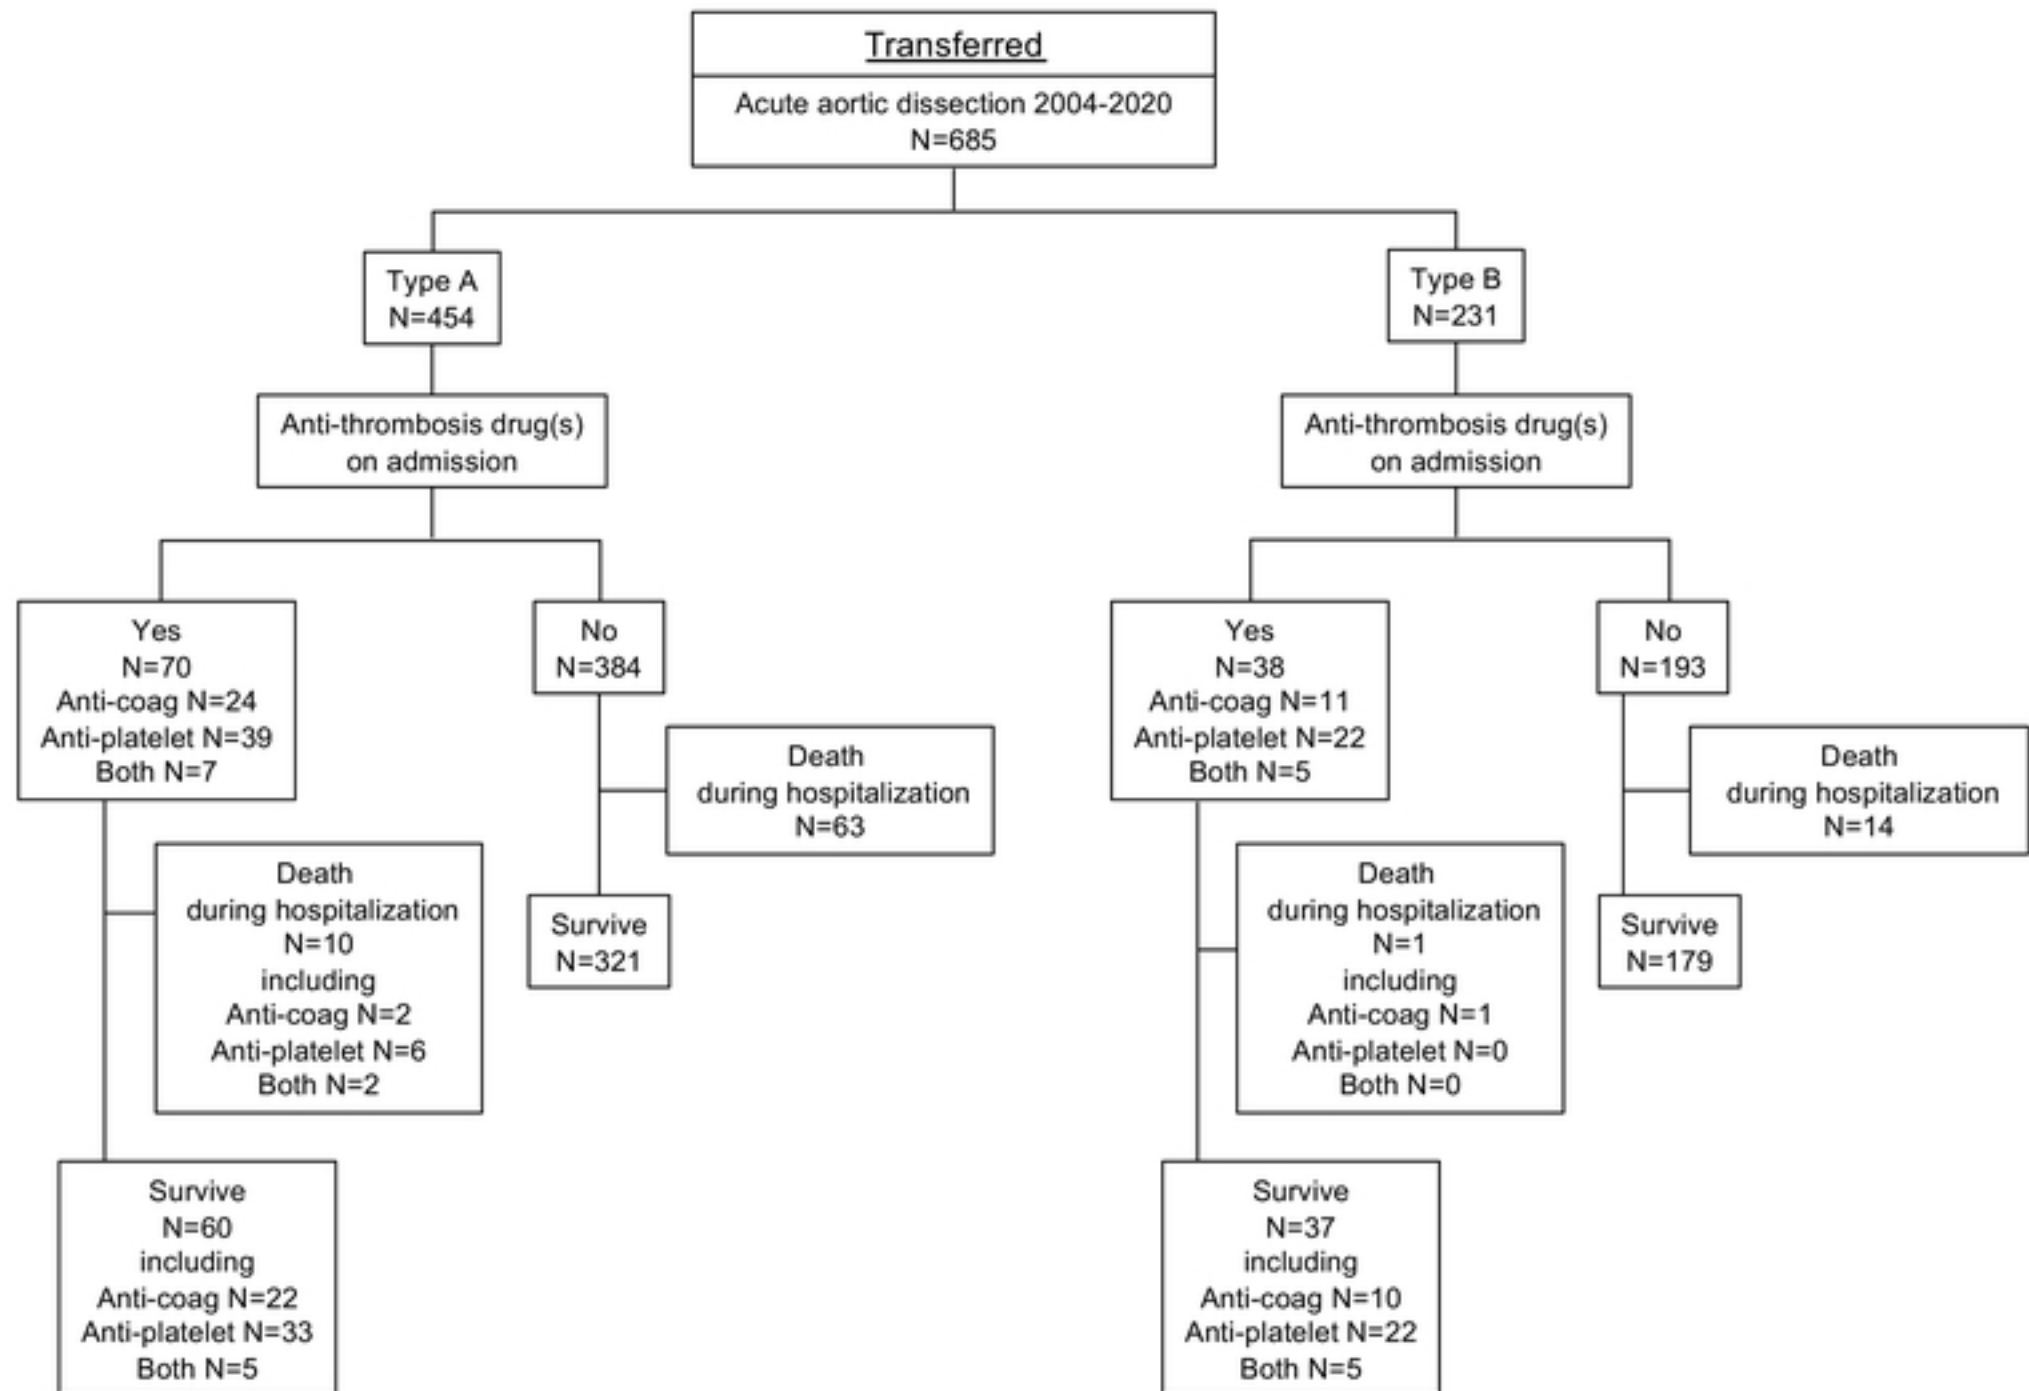 Transferred
Acute aortic dissection 2004-2020
N=685
Type A
N=454
Anti-thrombosis drug(s)
on admission
Yes
N=70
Anti-coag N=24
Anti-platelet N=39
Both N=7
Death
during hospitalization
N=10
including
Anti-coag N=2
Anti-platelet N=6
Both N=2
Survive
N=60
including
Anti-coag N=22
Anti-platelet N=33
Both N=5
No
N=384
Death
during hospitalization
N=63
Survive
N=321
Type B
N=231
Anti-thrombosis drug(s)
on admission
Yes
N=38
Anti-coag N=11
Anti-platelet N=22
Both N=5
Death
during hospitalization
N=1
including
Anti-coag N=1
Anti-platelet N=0
Both N=0
Survive
N=37
including
Anti-coag N=10
Anti-platelet N=22
Both N=5
No
N=193
Death
during hospitalization
N=14
Survive
N=179